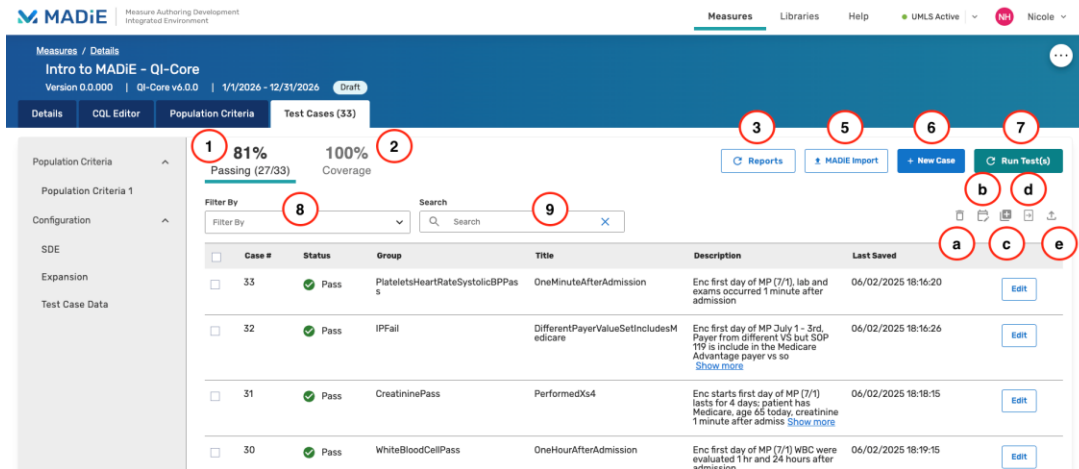 MADiE Measure Authoring Development
Integrated Environment
Measures Libraries Help UMLS Active NH Nicole
Measures / Details
Intro to MADiE - QI-Core
Version 0.0.000 | QI-Core v6.0.0 | 1/1/2026 - 12/31/2026 Draft
Details CQL Editor Population Criteria Test Cases (33)
Population Criteria
Population Criteria 1
Configuration
SDE
Expansion
Test Case Data
1 81% 100% 2
Passing (27/33) Coverage
3 5 6 7
Reports MADiE Import + New Case Run Test(s)
Filter By 8 Search 9
Filter By Search
b d
a c e
Case # Status Group Title Description Last Saved
33 Pass PlateletsHeartRateSystolicBPPas
s OneMinuteAfterAdmission Enc first day of MP (7/1), lab and
exams occurred 1 minute after
admission 06/02/2025 18:16:20 Edit
32 Pass IPFail DifferentPayerValueSetIncludesM
edicare Enc first day of MP July 1 - 3rd,
Payer from different VS but SOP
119 is include in the Medicare
Advantage payer vs so
Show more 06/02/2025 18:16:26 Edit
31 Pass CreatininePass PerformedXs4 Enc starts first day of MP (7/1)
lasts for 4 days; patient has
Medicare, age 65 today, creatinine
1 minute after admiss Show more 06/02/2025 18:18:15 Edit
30 Pass WhiteBloodCellPass OneHourAfterAdmission Enc first day of MP (7/1) WBC were
evaluated 1 hr and 24 hours after
admission 06/02/2025 18:19:15 Edit